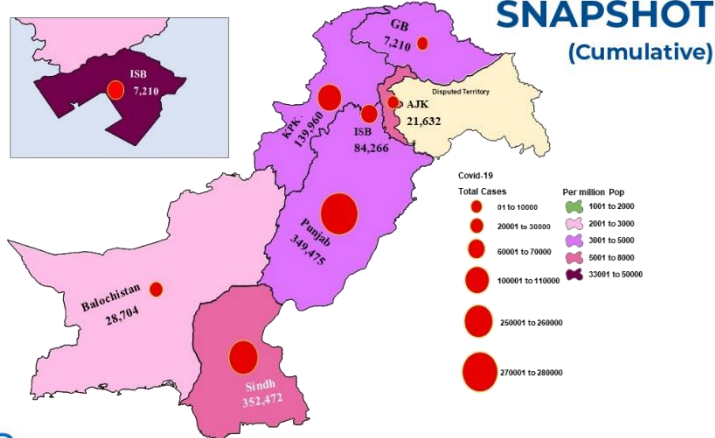 SNAPSHOT
(Cumulative)
GB
7,210
ISB
7,210
Disputed Territory
KPK
139,960
AJK
21,632
ISB
84,266
Punjab
349,475
Balochistan
28,704
Sindh
352,472
Covid-19
Total Cases
01 to 10000
20001 to 30000
60001 to 70000
100001 to 110000
250001 to 260000
270001 to 280000
Per million Pop
1001 to 2000
2001 to 3000
3001 to 5000
5001 to 8000
33001 to 50000